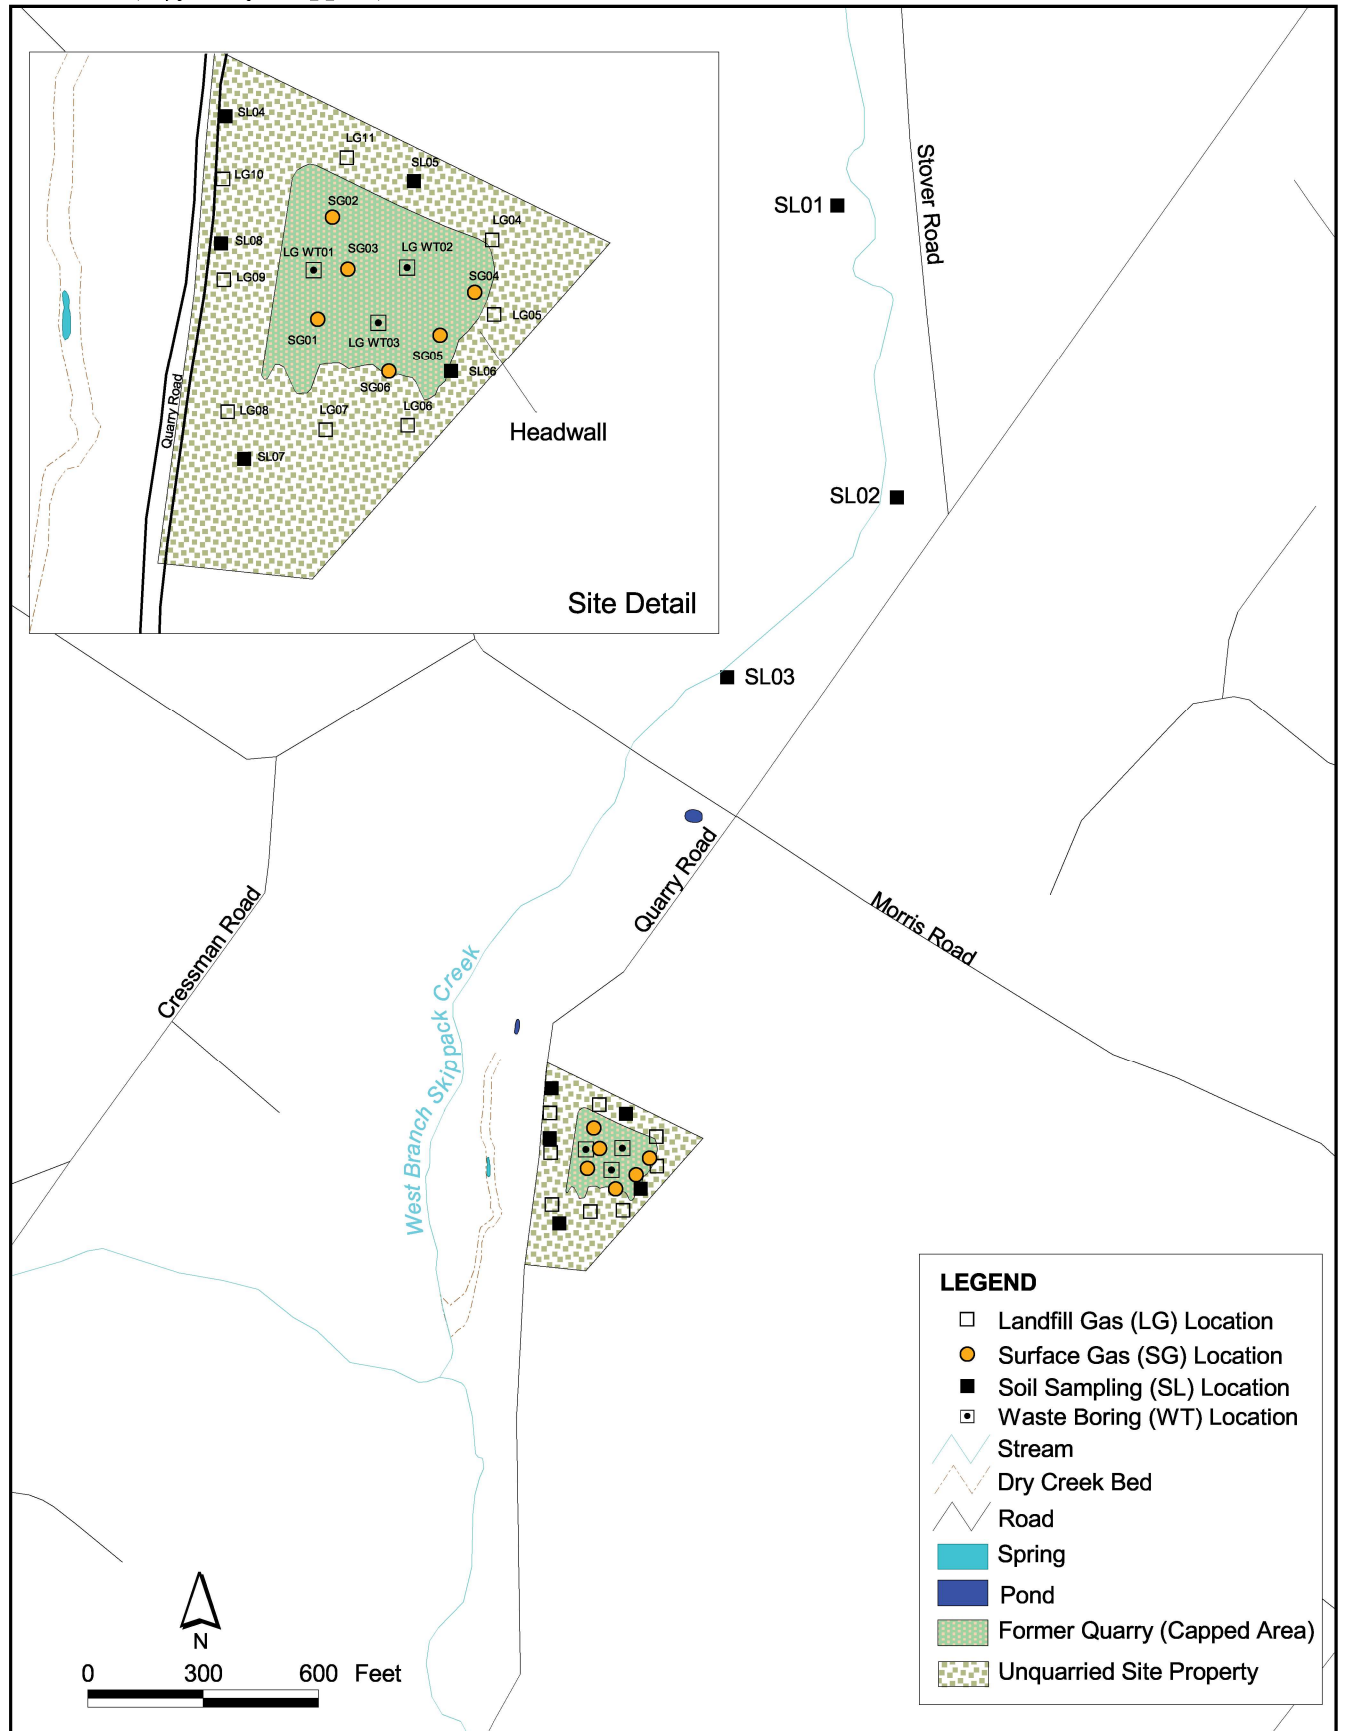 SL04
LG11
SL05
LG10
SG02
LG04
SL08
LG WT01
SG03
LG WT02
LG09
SG04
LG05
SG01
LG WT03
SG05
SL06
SG06
Quarry Road
LG08
LG07
LG06
Headwall
SL07
Site Detail
SL01
Stover Road
SL02
SL03
Quarry Road
Morris Road
Cressman Road
West Branch Skippack Creek
LEGEND
Landfill Gas (LG) Location
Surface Gas (SG) Location
Soil Sampling (SL) Location
Waste Boring (WT) Location
Stream
Dry Creek Bed
Road
Spring
Pond
Former Quarry (Capped Area)
Unquarried Site Property
N
0 300 600 Feet